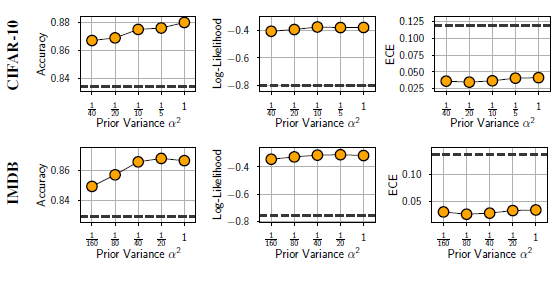 CIFAR-10
Accuracy
0.88
0.86
0.84
1/40 1/20 1/10 1/5 1
Prior Variance α²
Log-Likelihood
−0.4
−0.6
−0.8
1/40 1/20 1/10 1/5 1
Prior Variance α²
ECE
0.125
0.100
0.075
0.050
0.025
1/40 1/20 1/10 1/5 1
Prior Variance α²
IMDB
Accuracy
0.86
0.84
1/160 1/80 1/40 1/20 1
Prior Variance α²
Log-Likelihood
−0.4
−0.6
−0.8
1/160 1/80 1/40 1/20 1
Prior Variance α²
ECE
0.10
0.05
1/160 1/80 1/40 1/20 1
Prior Variance α²